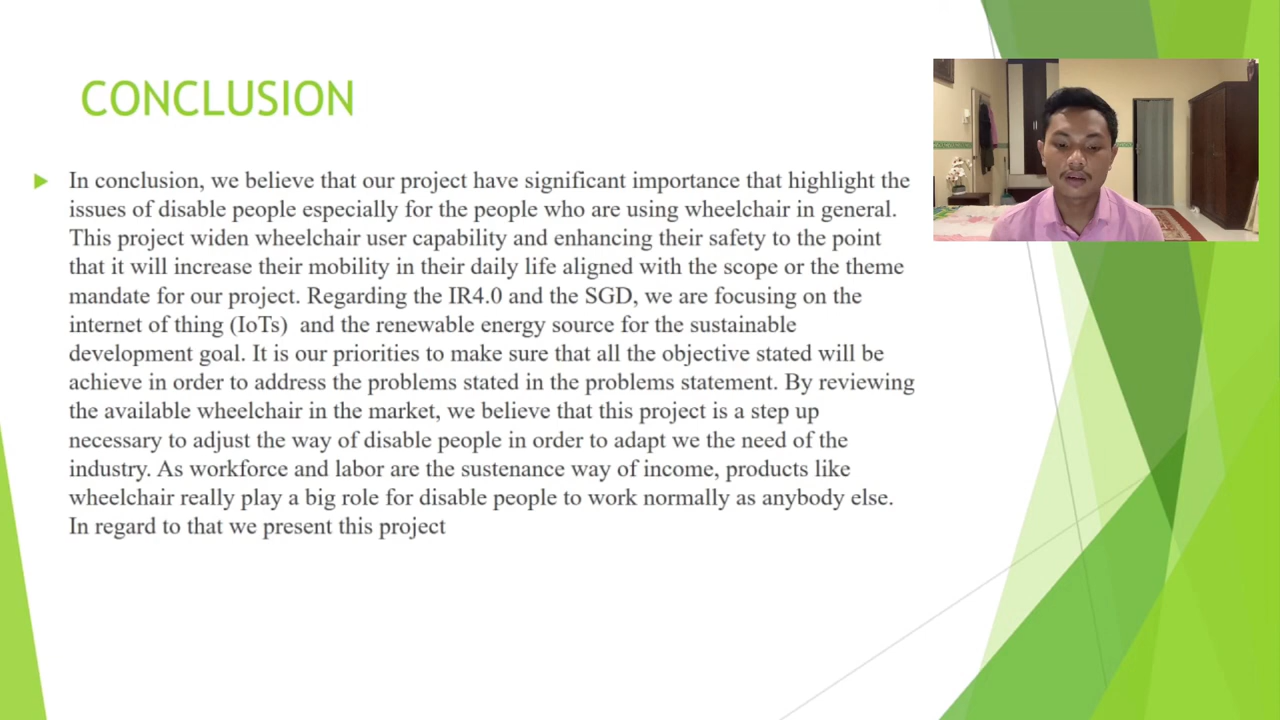 CONCLUSION
In conclusion, we believe that our project have significant importance that highlight the
issues of disable people especially for the people who are using wheelchair in general.
This project widen wheelchair user capability and enhancing their safety to the point
that it will increase their mobility in their daily life aligned with the scope or the theme
mandate for our project. Regarding the IR4.0 and the SGD, we are focusing on the
internet of thing (IoTs)  and the renewable energy source for the sustainable
development goal. It is our priorities to make sure that all the objective stated will be
achieve in order to address the problems stated in the problems statement. By reviewing
the available wheelchair in the market, we believe that this project is a step up
necessary to adjust the way of disable people in order to adapt we the need of the
industry. As workforce and labor are the sustenance way of income, products like
wheelchair really play a big role for disable people to work normally as anybody else.
In regard to that we present this project